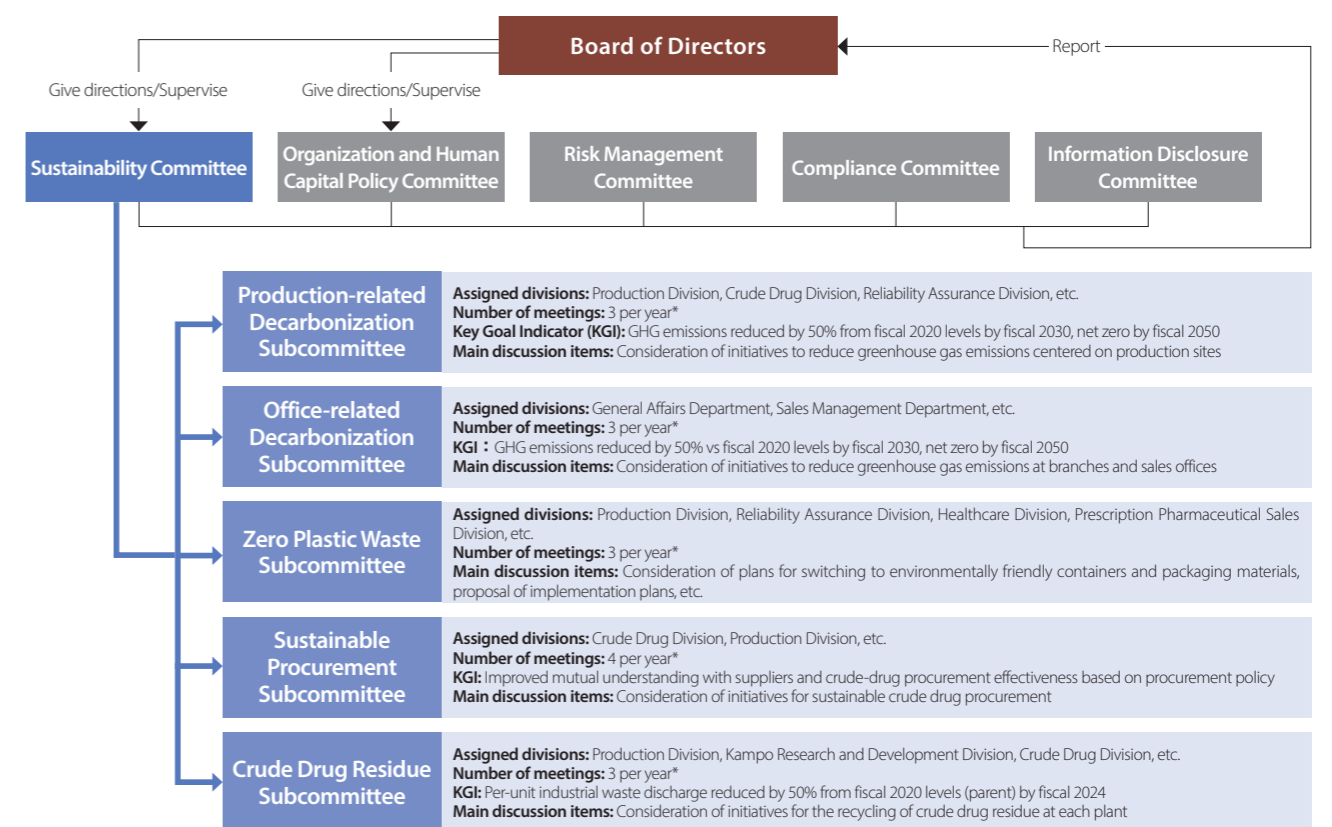 Board of Directors
Report
Give directions/Supervise
Give directions/Supervise
Sustainability Committee
Organization and Human
Capital Policy Committee
Risk Management
Committee
Compliance Committee
Information Disclosure
Committee
Production-related
Decarbonization
Subcommittee
Assigned divisions: Production Division, Crude Drug Division, Reliability Assurance Division, etc.
Number of meetings: 3 per year*
Key Goal Indicator (KGI): GHG emissions reduced by 50% from fiscal 2020 levels by fiscal 2030, net zero by fiscal 2050
Main discussion items: Consideration of initiatives to reduce greenhouse gas emissions centered on production sites
Office-related
Decarbonization
Subcommittee
Assigned divisions: General Affairs Department, Sales Management Department, etc.
Number of meetings: 3 per year*
KGI：GHG emissions reduced by 50% vs fiscal 2020 levels by fiscal 2030, net zero by fiscal 2050
Main discussion items: Consideration of initiatives to reduce greenhouse gas emissions at branches and sales offices
Zero Plastic Waste
Subcommittee
Assigned divisions: Production Division, Reliability Assurance Division, Healthcare Division, Prescription Pharmaceutical Sales
Division, etc.
Number of meetings: 3 per year*
Main discussion items: Consideration of plans for switching to environmentally friendly containers and packaging materials,
proposal of implementation plans, etc.
Sustainable
Procurement
Subcommittee
Assigned divisions: Crude Drug Division, Production Division, etc.
Number of meetings: 4 per year*
KGI: Improved mutual understanding with suppliers and crude-drug procurement effectiveness based on procurement policy
Main discussion items: Consideration of initiatives for sustainable crude drug procurement
Crude Drug Residue
Subcommittee
Assigned divisions: Production Division, Kampo Research and Development Division, Crude Drug Division, etc.
Number of meetings: 3 per year*
KGI: Per-unit industrial waste discharge reduced by 50% from fiscal 2020 levels (parent) by fiscal 2024
Main discussion items: Consideration of initiatives for the recycling of crude drug residue at each plant